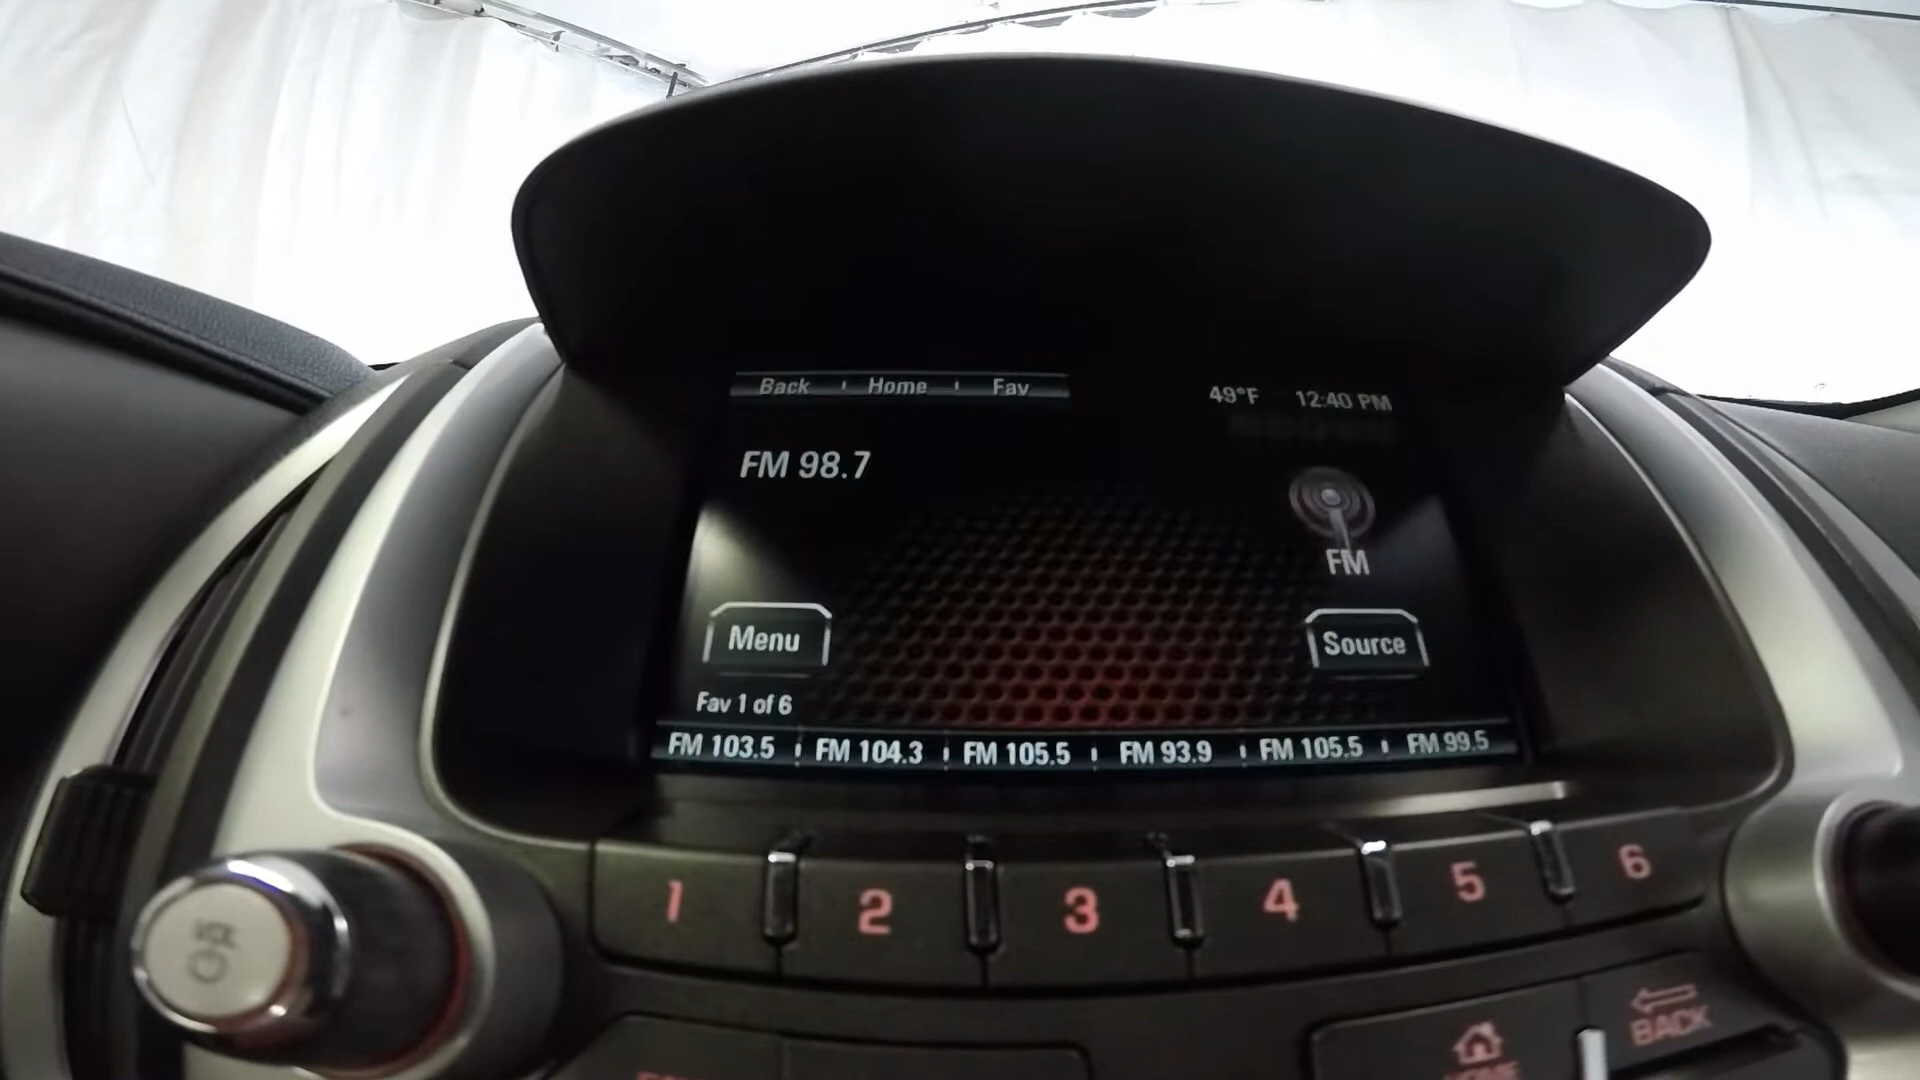 Back Home Fav 49°F 12:40 PM
FM 98.7
FM
Menu
Source
Fav 1 of 6
FM 103.5 FM 104.3 FM 105.5 FM 93.9 FM 105.5 FM 99.5
1 2 3 4 5 6
VOL
BACK
HOME